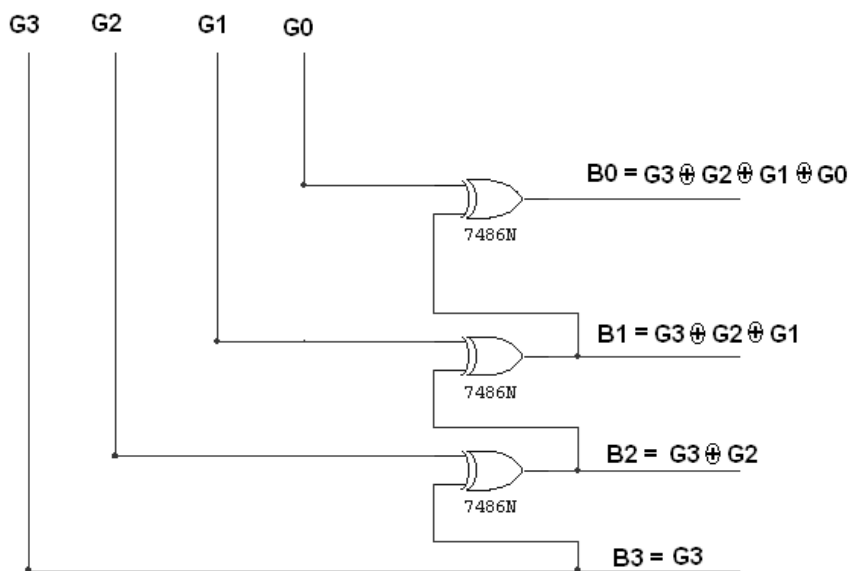 G3 G2 G1 G0
B0 = G3 ⊕ G2 ⊕ G1 ⊕ G0
7486N
B1 = G3 ⊕ G2 ⊕ G1
7486N
B2 = G3 ⊕ G2
7486N
B3 = G3